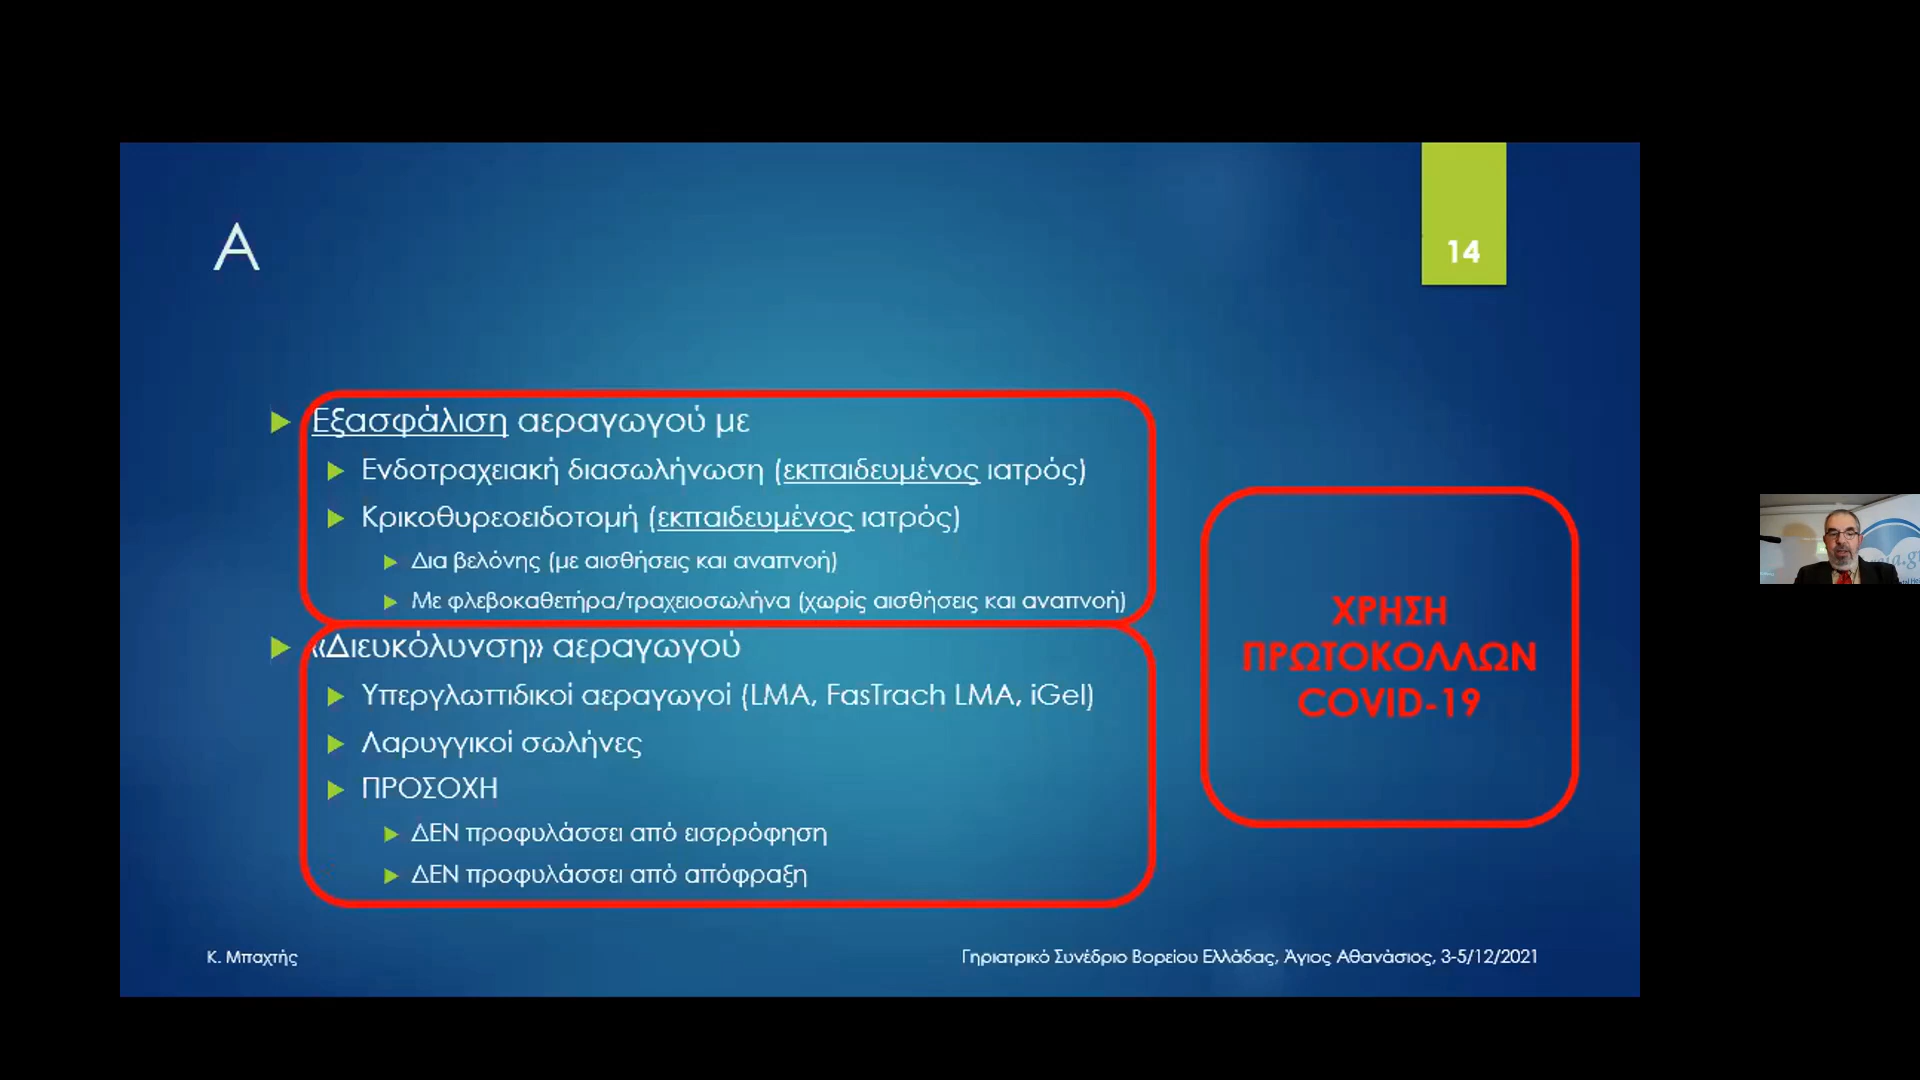 Α
14
Εξασφάλιση αεραγωγού με
Ενδοτραχειακή διασωλήνωση (εκπαιδευμένος ιατρός)
Κρικοθυρεοειδοτομή (εκπαιδευμένος ιατρός)
Δια βελόνης (με αισθήσεις και αναπνοή)
Με φλεβοκαθετήρα/τραχειοσωλήνα (χωρίς αισθήσεις και αναπνοή)
«Διευκόλυνση» αεραγωγού
Υπεργλωττιδικοί αεραγωγοί (LMA, FasTrach LMA, iGel)
Λαρυγγικοί σωλήνες
ΠΡΟΣΟΧΗ
ΔΕΝ προφυλάσσει από εισρρόφηση
ΔΕΝ προφυλάσσει από απόφραξη
ΧΡΗΣΗ
ΠΡΩΤΟΚΟΛΛΩΝ
COVID-19
Κ. Μπαχτής
Γηριατρικό Συνέδριο Βορείου Ελλάδας, Άγιος Αθανάσιος, 3-5/12/2021